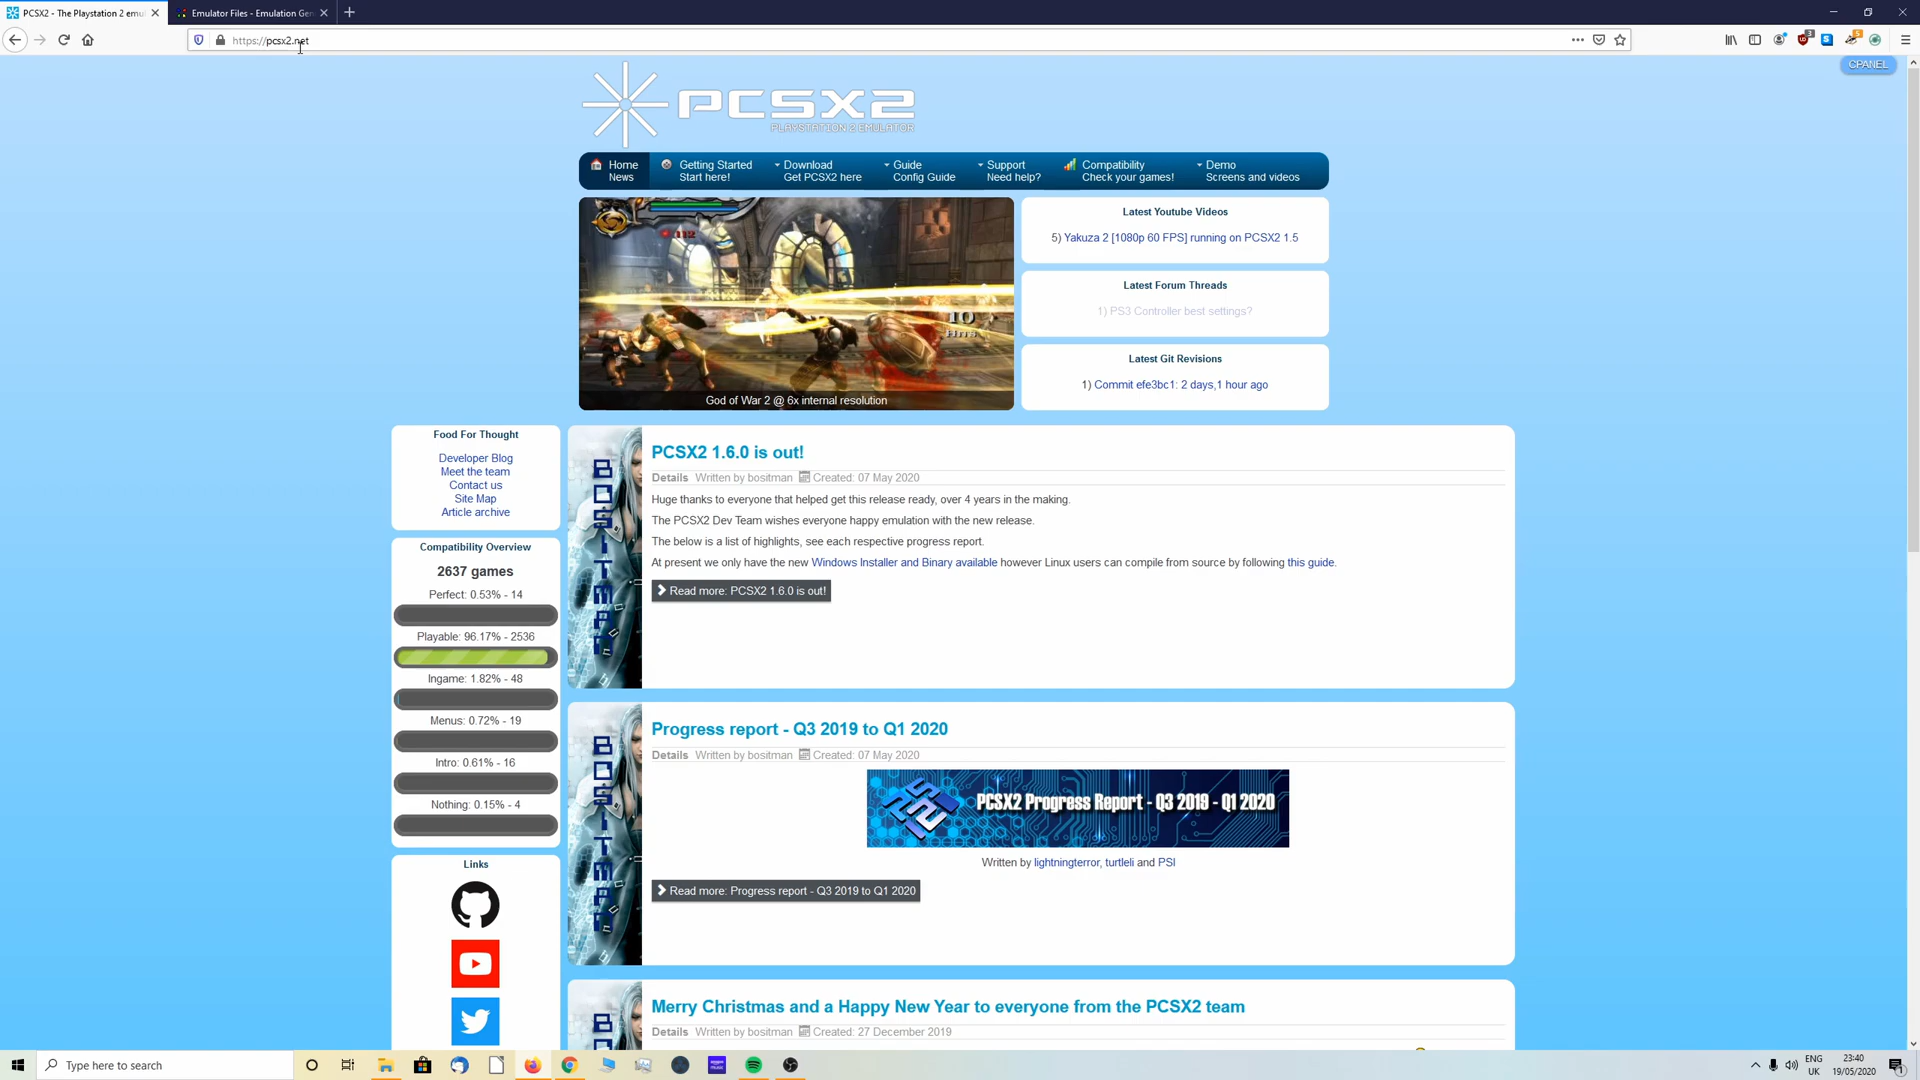 PCSX2 - The Playstation 2 emu
Emulator Files - Emulation Gen
https://pcsx2.net
CPANEL
PCSX2
PLAYSTATION 2 EMULATOR
Home
News
Getting Started
Start here!
Download
Get PCSX2 here
Guide
Config Guide
Support
Need help?
Compatibility
Check your games!
Demo
Screens and videos
10
Hits
God of War 2 @ 6x internal resolution
Latest Youtube Videos
5) Yakuza 2 [1080p 60 FPS] running on PCSX2 1.5
Latest Forum Threads
1) PS3 Controller best settings?
Latest Git Revisions
1) Commit efe3bc1: 2 days,1 hour ago
Food For Thought
Developer Blog
Meet the team
Contact us
Site Map
Article archive
Compatibility Overview
2637 games
Perfect: 0.53% - 14
Playable: 96.17% - 2536
Ingame: 1.82% - 48
Menus: 0.72% - 19
Intro: 0.61% - 16
Nothing: 0.15% - 4
Links
BOSITMAN
PCSX2 1.6.0 is out!
Details Written by bositman Created: 07 May 2020
Huge thanks to everyone that helped get this release ready, over 4 years in the making.
The PCSX2 Dev Team wishes everyone happy emulation with the new release.
The below is a list of highlights, see each respective progress report.
At present we only have the new Windows Installer and Binary available however Linux users can compile from source by following this guide.
Read more: PCSX2 1.6.0 is out!
BOSITMAN
Progress report - Q3 2019 to Q1 2020
Details Written by bositman Created: 07 May 2020
PCSX2 Progress Report - Q3 2019 - Q1 2020
Written by lightningterror, turtleli and PSI
Read more: Progress report - Q3 2019 to Q1 2020
BO
Merry Christmas and a Happy New Year to everyone from the PCSX2 team
Details Written by bositman Created: 27 December 2019
Type here to search
ENG
UK
23:40
19/05/2020